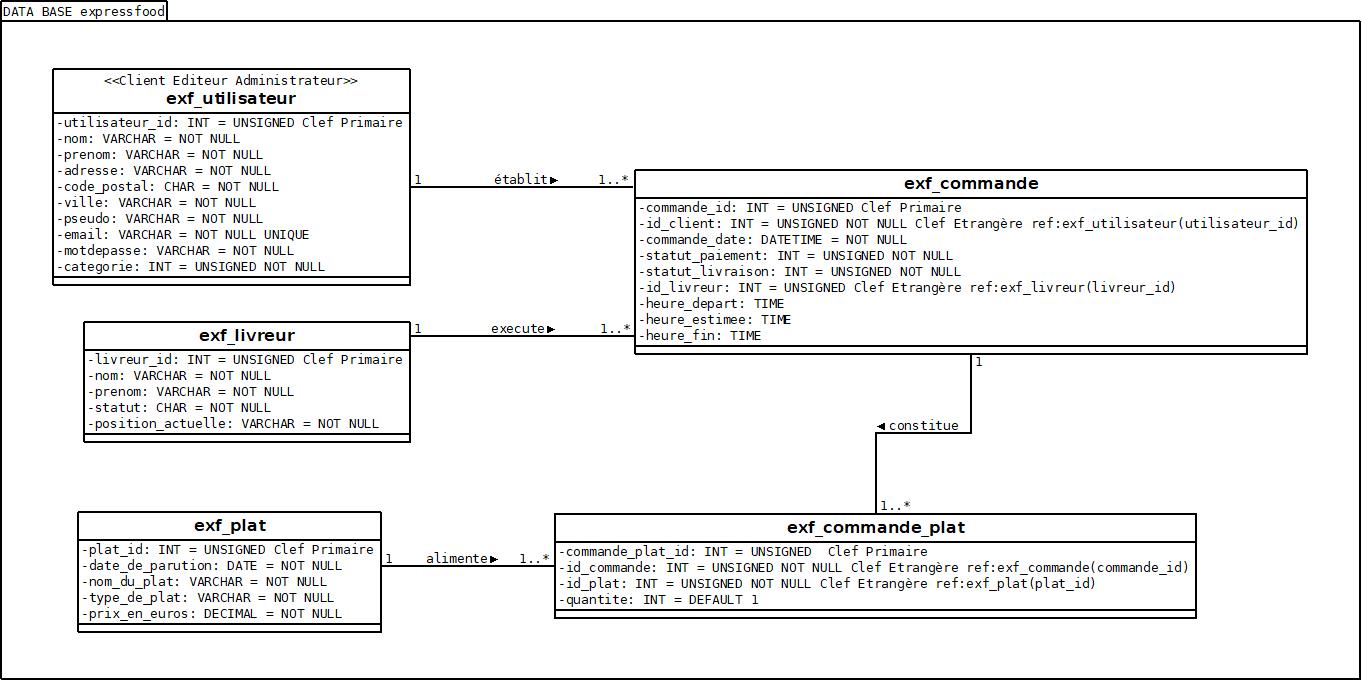 DATA BASE expressfood
<<Client Editeur Administrateur>>
exf_utilisateur
-utilisateur_id: INT = UNSIGNED Clef Primaire
-nom: VARCHAR = NOT NULL
-prenom: VARCHAR = NOT NULL
-adresse: VARCHAR = NOT NULL
-code_postal: CHAR = NOT NULL
-ville: VARCHAR = NOT NULL
-pseudo: VARCHAR = NOT NULL
-email: VARCHAR = NOT NULL UNIQUE
-motdepasse: VARCHAR = NOT NULL
-categorie: INT = UNSIGNED NOT NULL
1 établit► 1..*
exf_commande
-commande_id: INT = UNSIGNED Clef Primaire
-id_client: INT = UNSIGNED NOT NULL Clef Etrangère ref:exf_utilisateur(utilisateur_id)
-commande_date: DATETIME = NOT NULL
-statut_paiement: INT = UNSIGNED NOT NULL
-statut_livraison: INT = UNSIGNED NOT NULL
-id_livreur: INT = UNSIGNED Clef Etrangère ref:exf_livreur(livreur_id)
-heure_depart: TIME
-heure_estimee: TIME
-heure_fin: TIME
exf_livreur
-livreur_id: INT = UNSIGNED Clef Primaire
-nom: VARCHAR = NOT NULL
-prenom: VARCHAR = NOT NULL
-statut: CHAR = NOT NULL
-position_actuelle: VARCHAR = NOT NULL
1 execute► 1..*
1
◄constitue
1..*
exf_plat
-plat_id: INT = UNSIGNED Clef Primaire
-date_de_parution: DATE = NOT NULL
-nom_du_plat: VARCHAR = NOT NULL
-type_de_plat: VARCHAR = NOT NULL
-prix_en_euros: DECIMAL = NOT NULL
1 alimente► 1..*
exf_commande_plat
-commande_plat_id: INT = UNSIGNED  Clef Primaire
-id_commande: INT = UNSIGNED NOT NULL Clef Etrangère ref:exf_commande(commande_id)
-id_plat: INT = UNSIGNED NOT NULL Clef Etrangère ref:exf_plat(plat_id)
-quantite: INT = DEFAULT 1